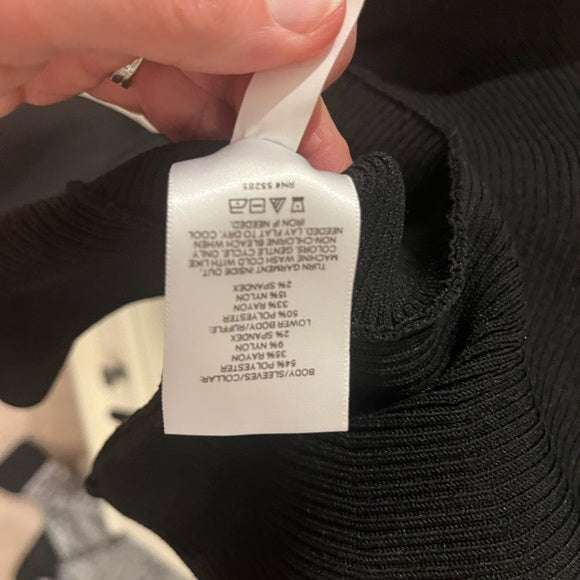 BODY/SLEEVES/COLLAR:
54% POLYESTER
35% RAYON
9% NYLON
2% SPANDEX
LOWER BODY/RUFFLE:
50% POLYESTER
33% RAYON
15% NYLON
2% SPANDEX
TURN GARMENT INSIDE OUT,
MACHINE WASH COLD WITH LIKE
COLORS, GENTLE CYCLE. ONLY
NON-CHLORINE BLEACH WHEN
NEEDED. LAY FLAT TO DRY, COOL
IRON IF NEEDED.
RN# 55285